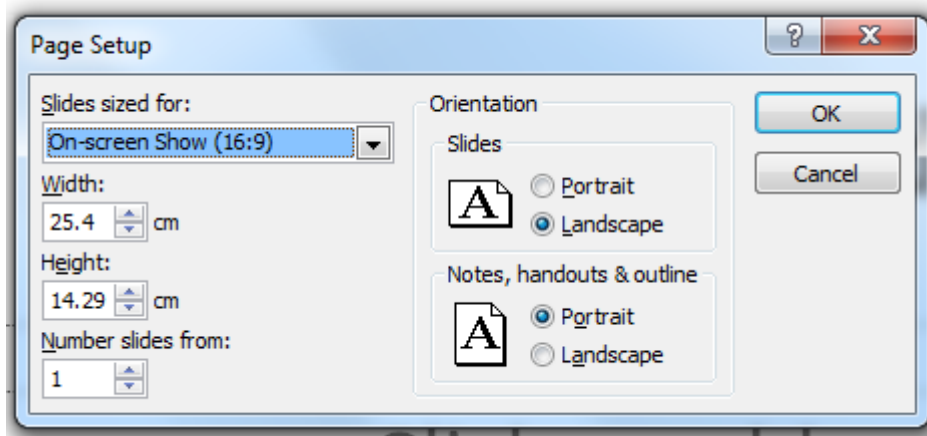 Page Setup
Slides sized for:
On-screen Show (16:9)
Width:
25.4 cm
Height:
14.29 cm
Number slides from:
1
Orientation
Slides
A
Portrait
Landscape
Notes, handouts & outline
A
Portrait
Landscape
OK
Cancel